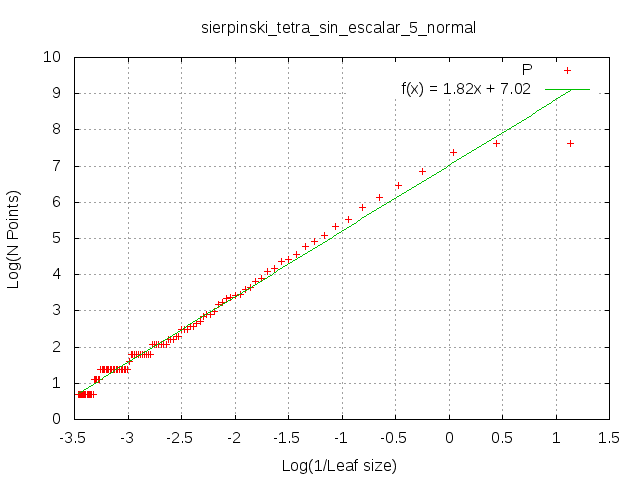 sierpinski_tetra_sin_escalar_5_normal
P
f(x) = 1.82x + 7.02
10
9
8
7
6
5
4
3
2
1
0
Log(N Points)
-3.5 -3 -2.5 -2 -1.5 -1 -0.5 0 0.5 1 1.5
Log(1/Leaf size)